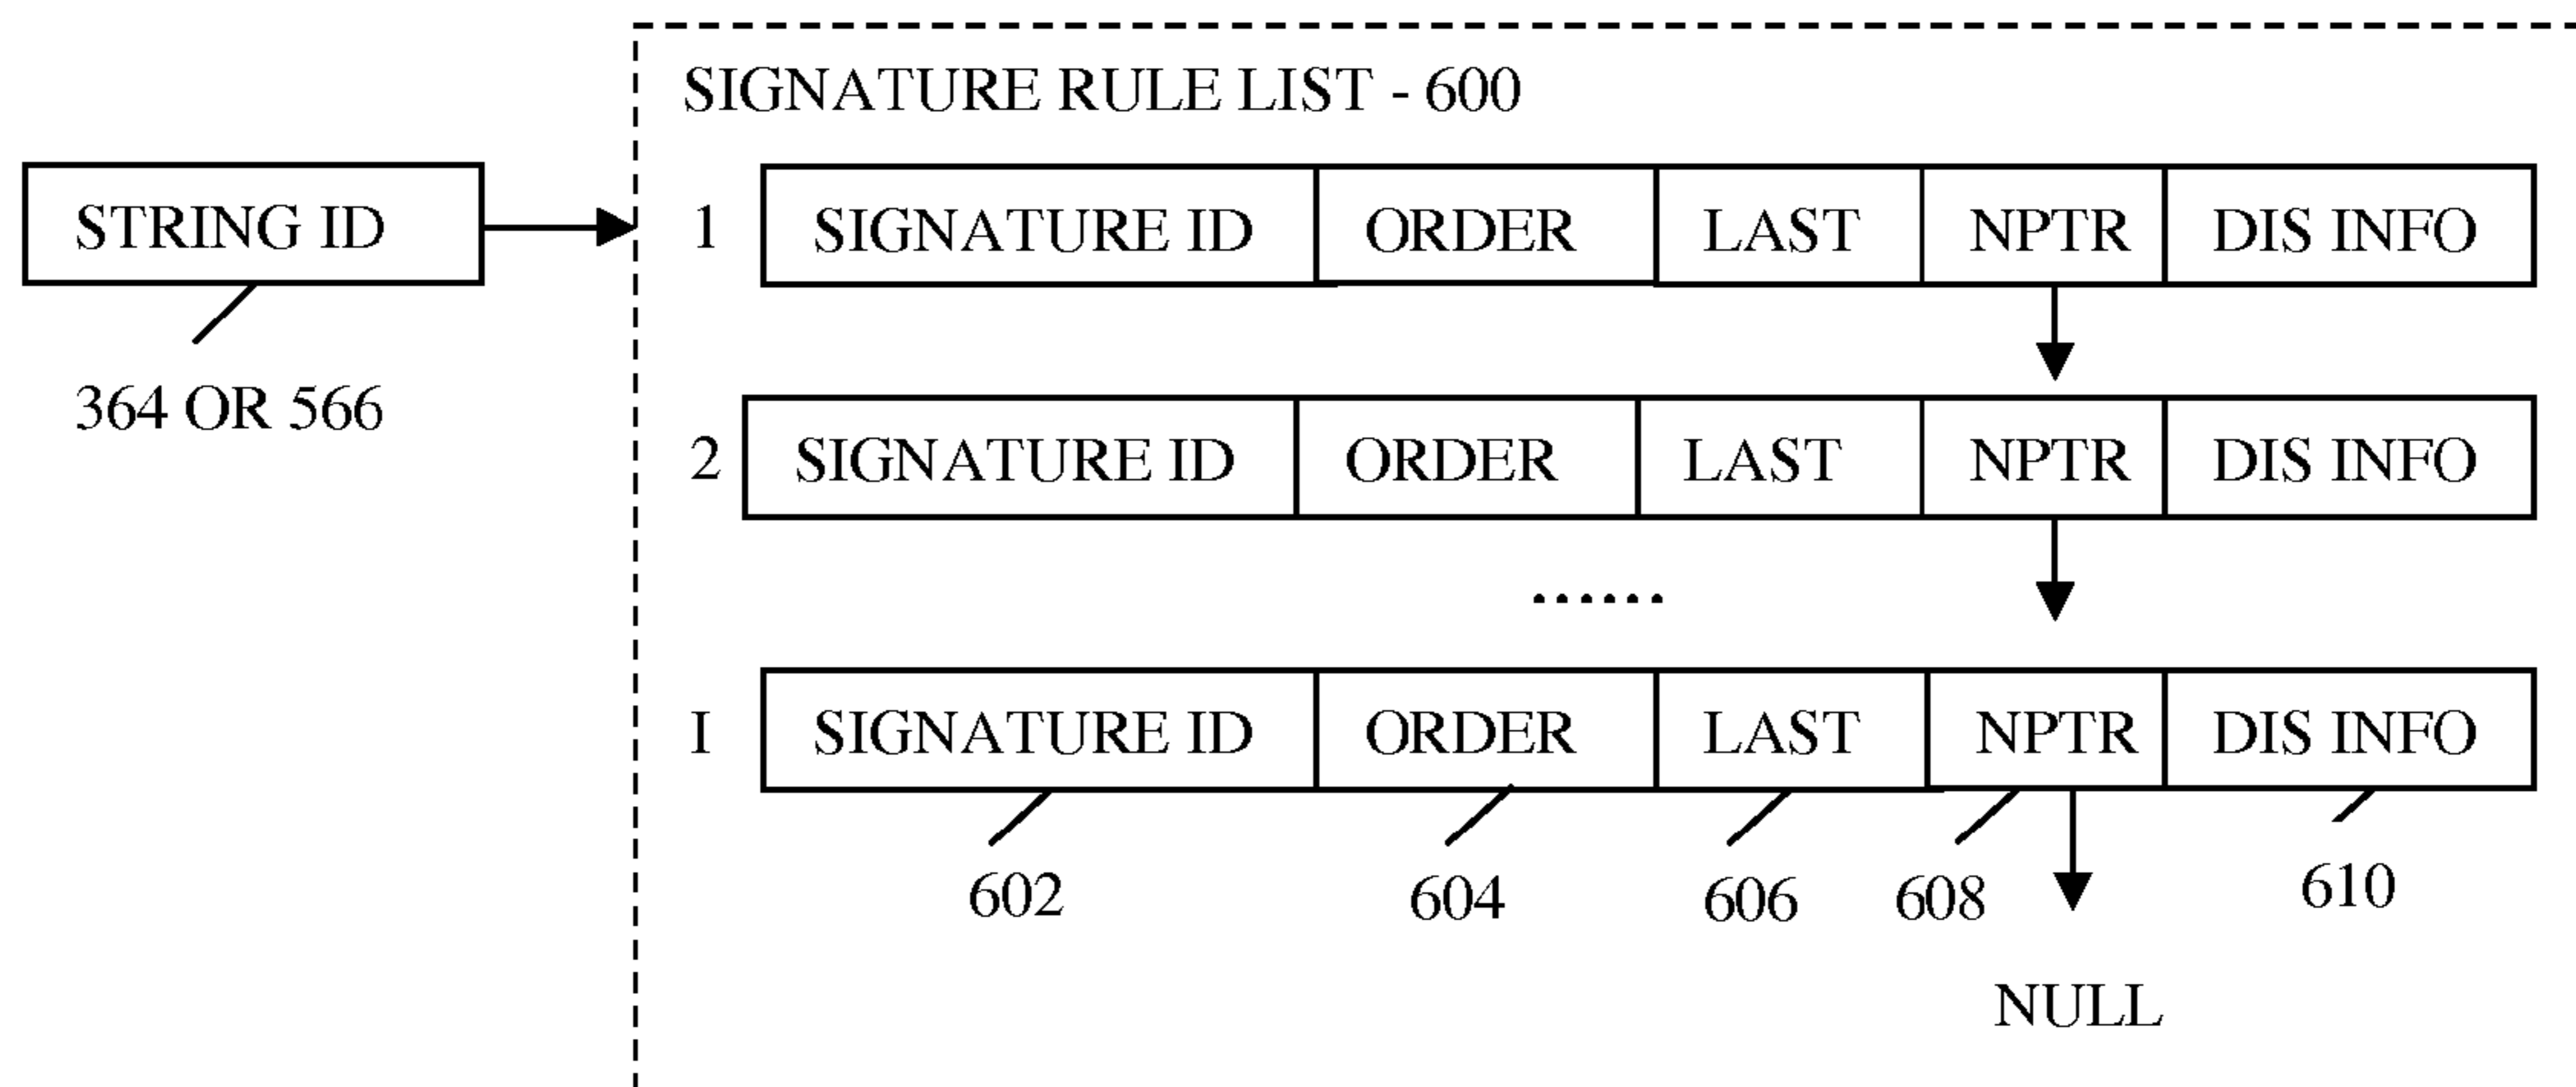 SIGNATURE RULE LIST - 600
STRING ID
1 SIGNATURE ID ORDER LAST NPTR DIS INFO
364 OR 566
2 SIGNATURE ID ORDER LAST NPTR DIS INFO
......
I SIGNATURE ID ORDER LAST NPTR DIS INFO
602 604 606 608 610
NULL